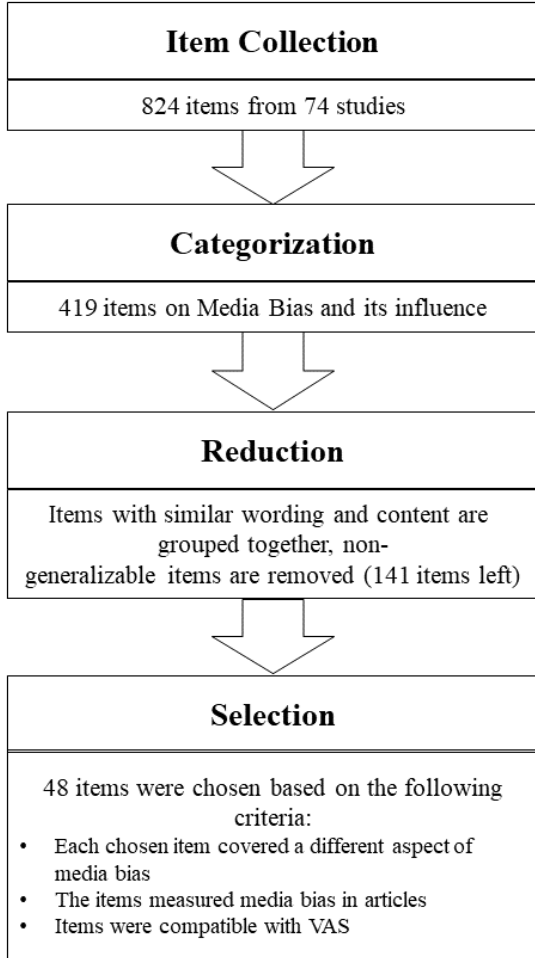 Item Collection
824 items from 74 studies
Categorization
419 items on Media Bias and its influence
Reduction
Items with similar wording and content are
grouped together, non-
generalizable items are removed (141 items left)
Selection
48 items were chosen based on the following
criteria:
• Each chosen item covered a different aspect of
media bias
• The items measured media bias in articles
• Items were compatible with VAS